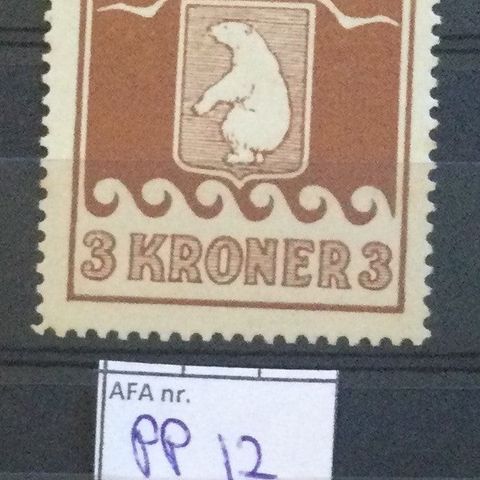 3 KRONER 3
AFA nr.
PP 12